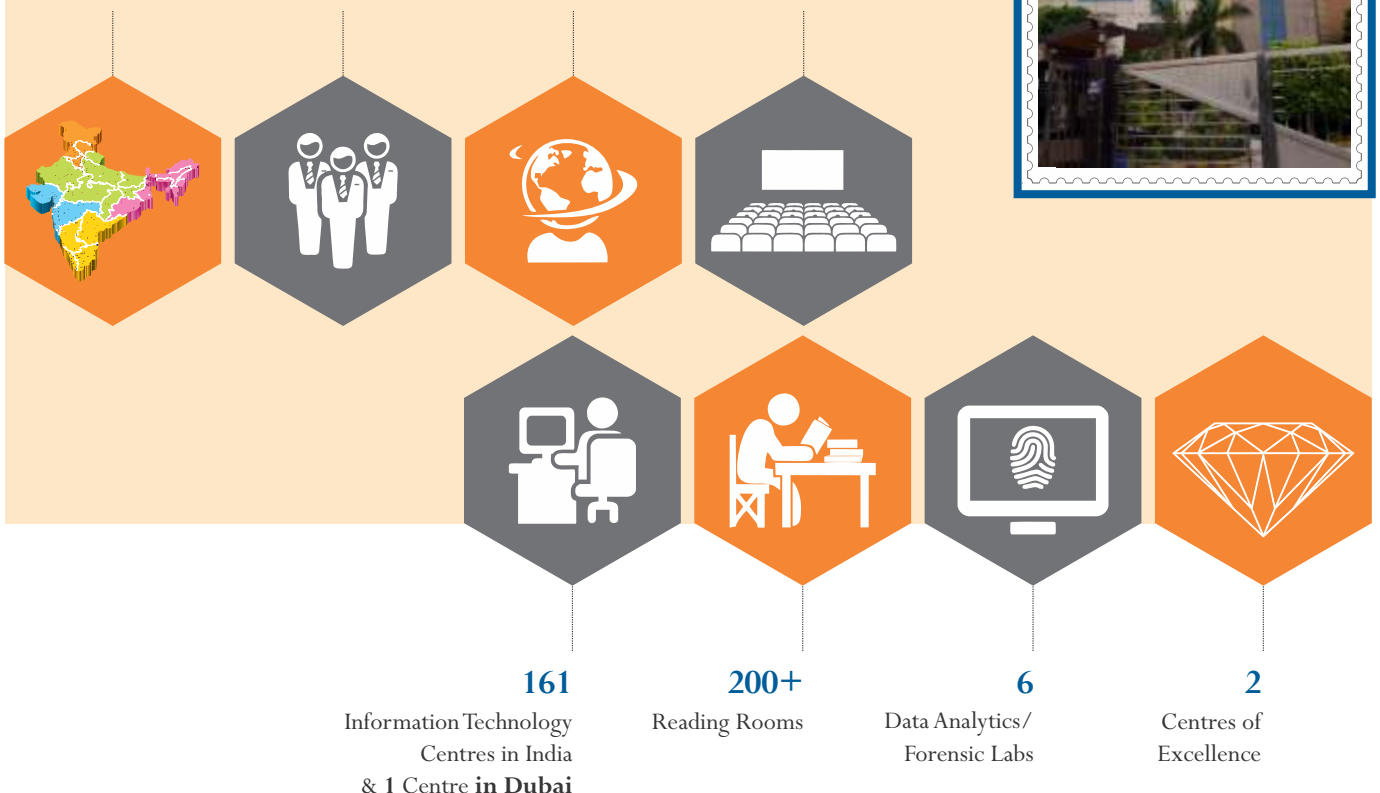 161
Information Technology
Centres in India
& 1 Centre in Dubai
200+
Reading Rooms
6
Data Analytics/
Forensic Labs
2
Centres of
Excellence